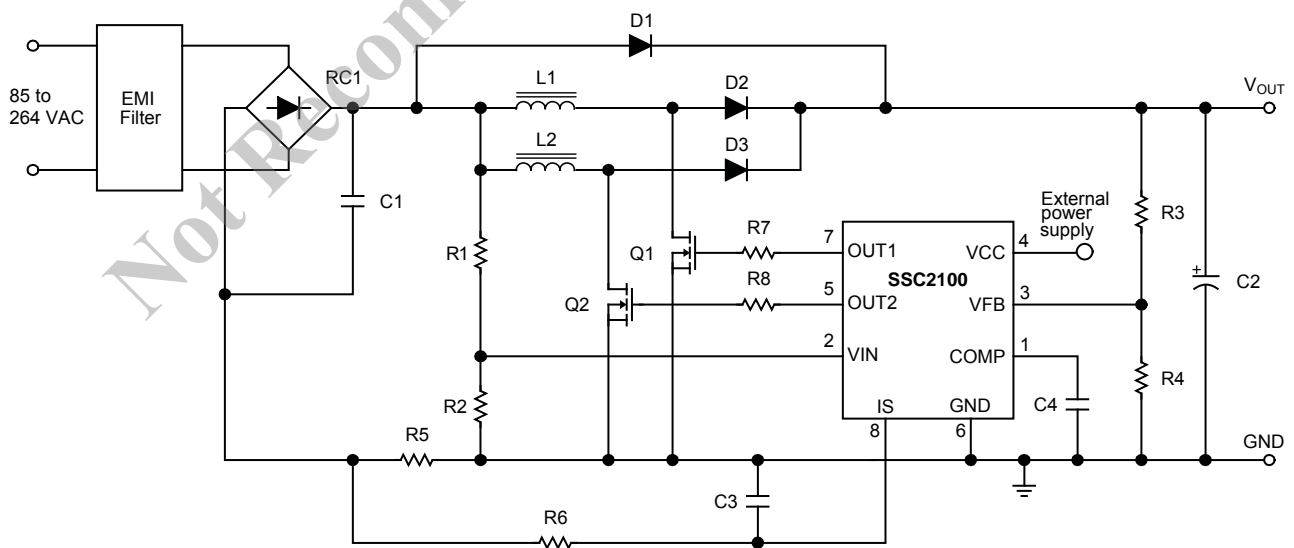 Not Recom
D1
RC1
L1
D2
V_OUT
85 to
264 VAC
EMI
Filter
L2
D3
C1
R1
Q1
R7
7
OUT1
VCC
4
External
power
supply
R3
SSC2100
R8
Q2
5
OUT2
VFB
3
C2
2
VIN
COMP
1
R2
R4
IS
GND
C4
R5
8
6
GND
C3
R6